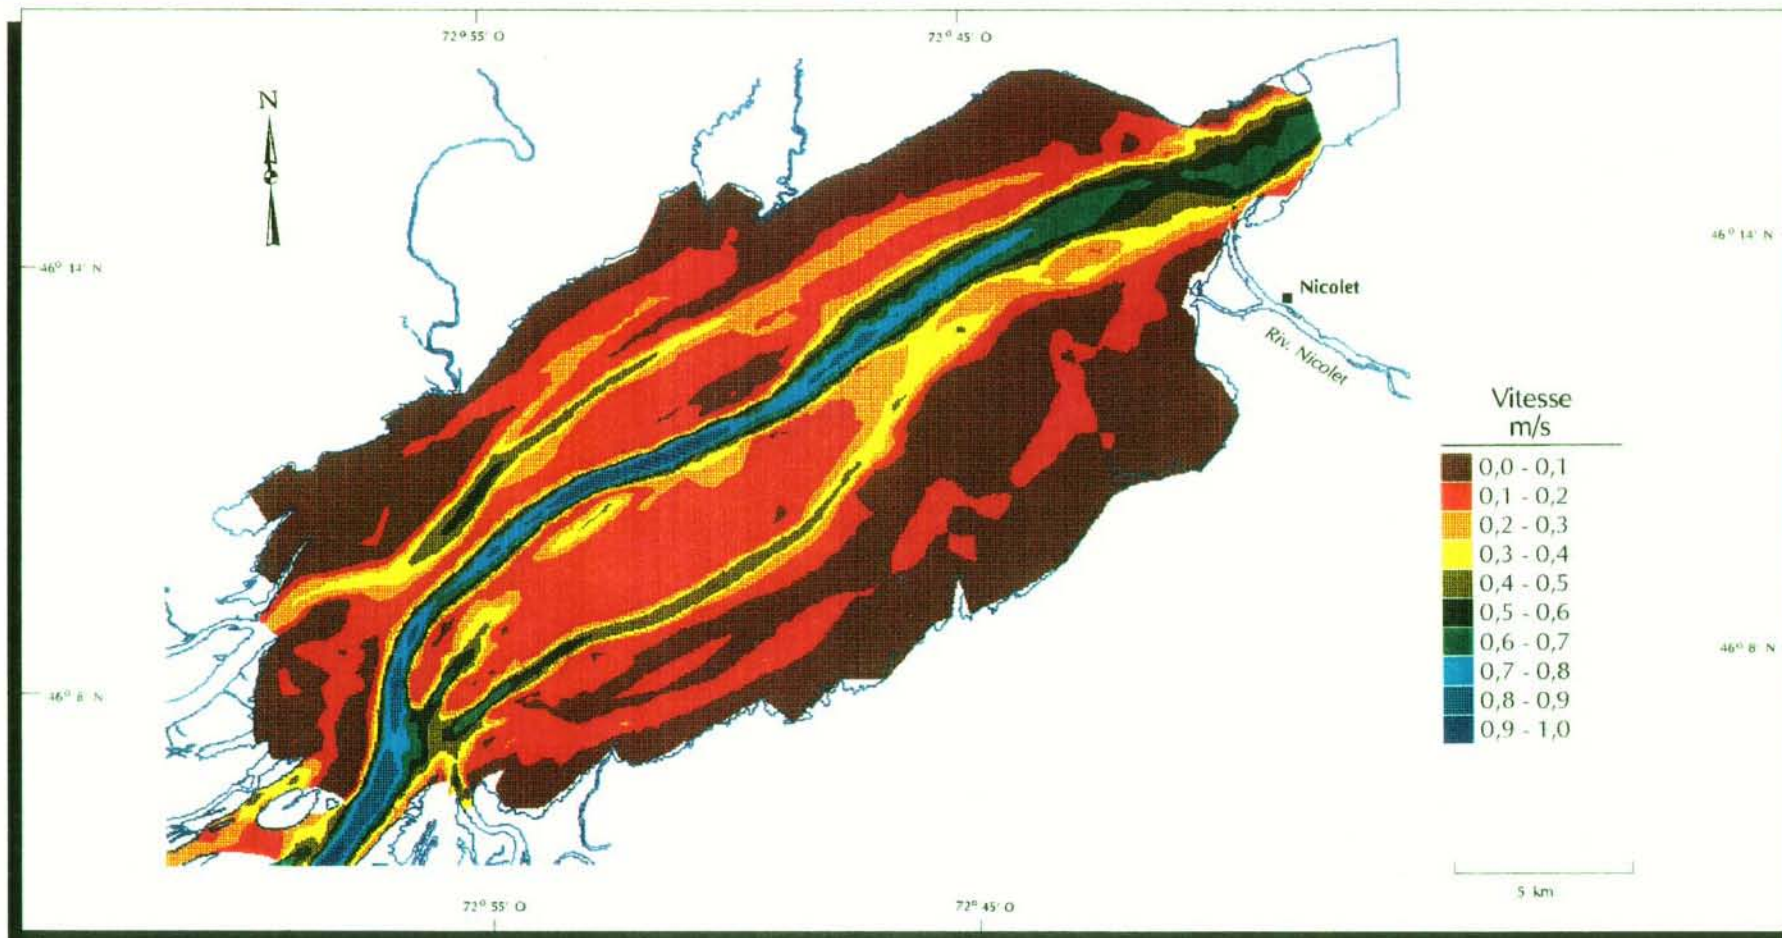 72° 55' O
72° 45' O
N
46° 14' N
46° 14' N
Nicolet
Riv. Nicolet
Vitesse
m/s
0,0 - 0,1
0,1 - 0,2
0,2 - 0,3
0,3 - 0,4
0,4 - 0,5
0,5 - 0,6
0,6 - 0,7
0,7 - 0,8
0,8 - 0,9
0,9 - 1,0
46° 8' N
46° 8' N
5 km
72° 55' O
72° 45' O